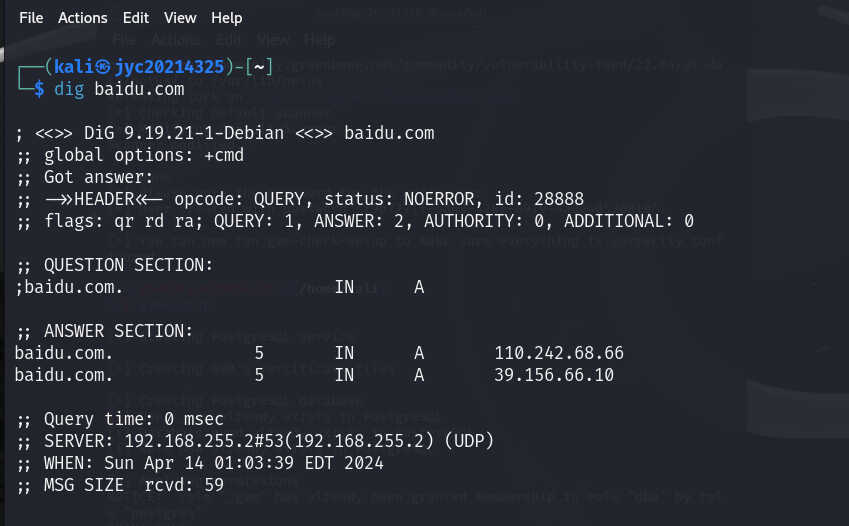 File Actions Edit View Help
┌──(kali㉿jyc20214325)-[~]
└─$ dig baidu.com
; <<>> DiG 9.19.21-1-Debian <<>> baidu.com
;; global options: +cmd
;; Got answer:
;; ->>HEADER<<- opcode: QUERY, status: NOERROR, id: 28888
;; flags: qr rd ra; QUERY: 1, ANSWER: 2, AUTHORITY: 0, ADDITIONAL: 0
;; QUESTION SECTION:
;baidu.com. IN A
;; ANSWER SECTION:
baidu.com. 5 IN A 110.242.68.66
baidu.com. 5 IN A 39.156.66.10
;; Query time: 0 msec
;; SERVER: 192.168.255.2#53(192.168.255.2) (UDP)
;; WHEN: Sun Apr 14 01:03:39 EDT 2024
;; MSG SIZE rcvd: 59